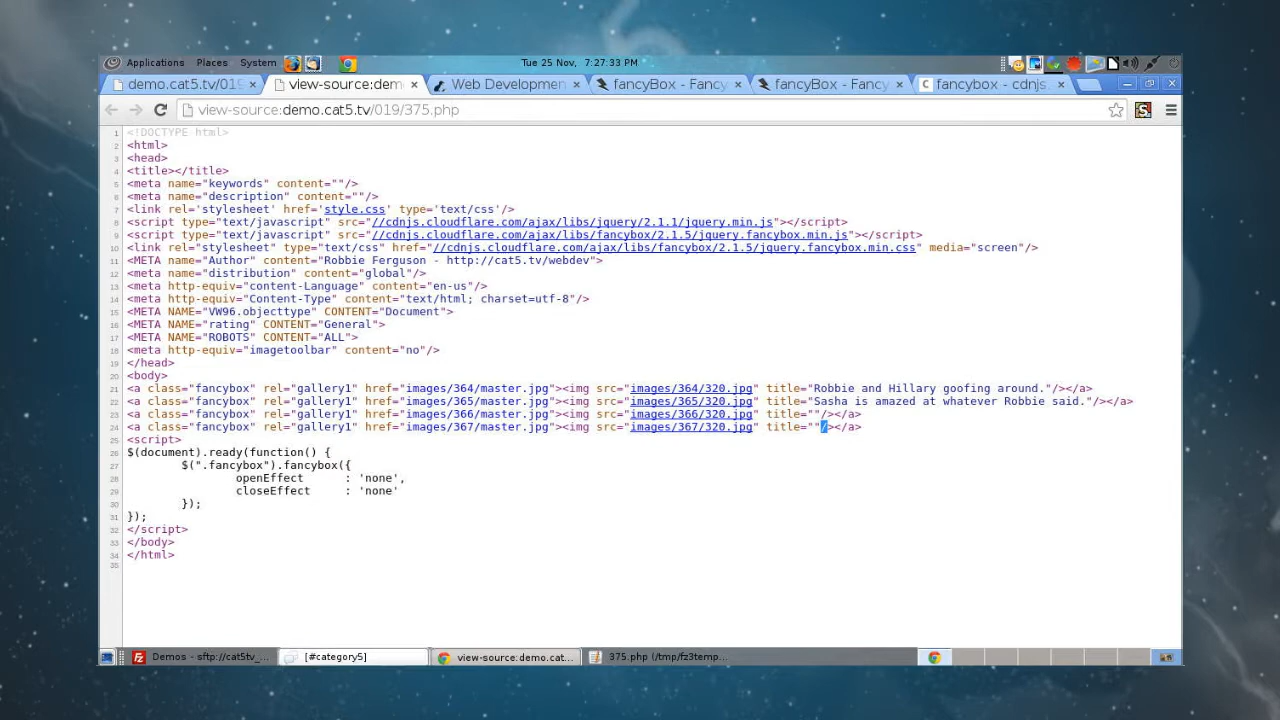 Applications Places System Tue 25 Nov, 7:27:33 PM
demo.cat5.tv/019 × view-source:dem × Web Developmen × fancyBox - Fancy × fancyBox - Fancy × fancybox - cdnjs. ×
view-source:demo.cat5.tv/019/375.php
1 <!DOCTYPE html>
2 <html>
3 <head>
4 <title></title>
5 <meta name="keywords" content=""/>
6 <meta name="description" content=""/>
7 <link rel='stylesheet' href='style.css' type='text/css'/>
8 <script type="text/javascript" src="//cdnjs.cloudflare.com/ajax/libs/jquery/2.1.1/jquery.min.js"></script>
9 <script type="text/javascript" src="//cdnjs.cloudflare.com/ajax/libs/fancybox/2.1.5/jquery.fancybox.min.js"></script>
10 <link rel="stylesheet" type="text/css" href="//cdnjs.cloudflare.com/ajax/libs/fancybox/2.1.5/jquery.fancybox.min.css" media="screen"/>
11 <META name="Author" content="Robbie Ferguson - http://cat5.tv/webdev">
12 <meta name="distribution" content="global"/>
13 <meta http-equiv="content-Language" content="en-us"/>
14 <meta http-equiv="Content-Type" content="text/html; charset=utf-8"/>
15 <META NAME="VW96.objecttype" CONTENT="Document">
16 <META NAME="rating" CONTENT="General">
17 <META NAME="ROBOTS" CONTENT="ALL">
18 <meta http-equiv="imagetoolbar" content="no"/>
19 </head>
20 <body>
21 <a class="fancybox" rel="gallery1" href="images/364/master.jpg"><img src="images/364/320.jpg" title="Robbie and Hillary goofing around."/></a>
22 <a class="fancybox" rel="gallery1" href="images/365/master.jpg"><img src="images/365/320.jpg" title="Sasha is amazed at whatever Robbie said."/></a>
23 <a class="fancybox" rel="gallery1" href="images/366/master.jpg"><img src="images/366/320.jpg" title=""/></a>
24 <a class="fancybox" rel="gallery1" href="images/367/master.jpg"><img src="images/367/320.jpg" title=""/></a>
25 <script>
26 $(document).ready(function() {
27 $(".fancybox").fancybox({
28 openEffect : 'none',
29 closeEffect : 'none'
30 });
31 });
32 </script>
33 </body>
34 </html>
35
Demos - sftp://cat5tv_... [#category5] view-source:demo.cat... 375.php (/tmp/fz3temp...